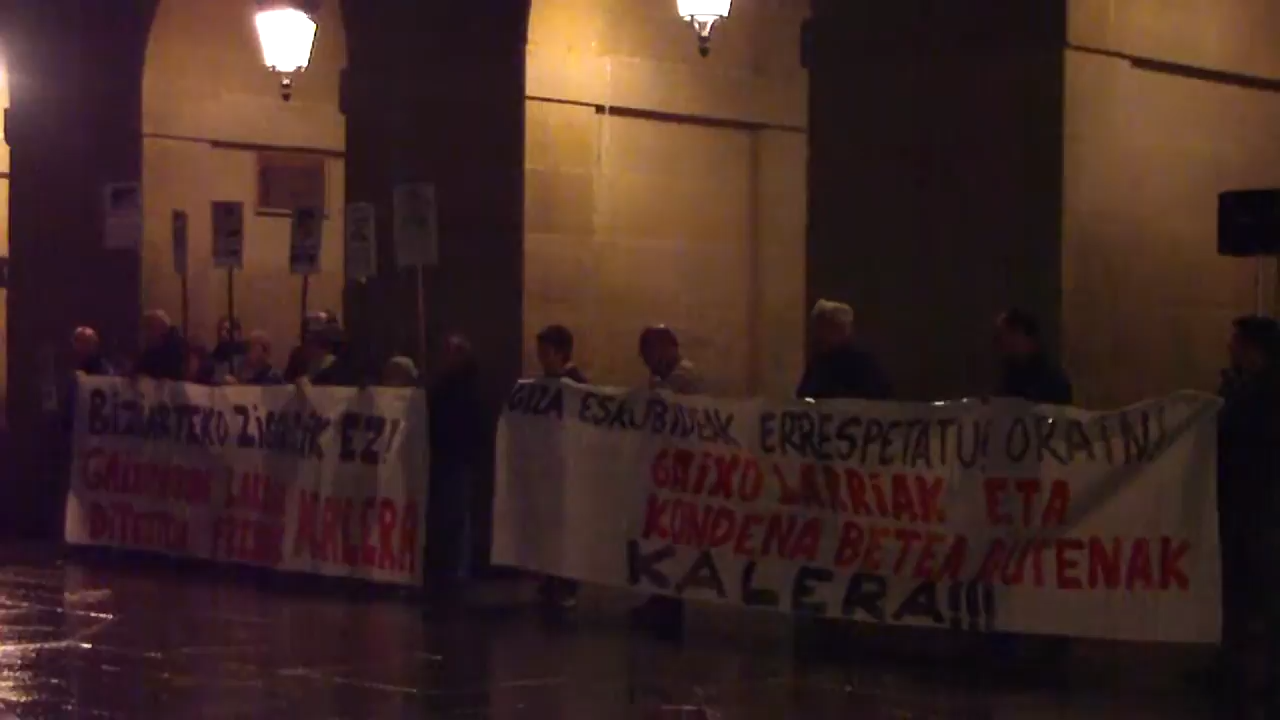 BIZIARTEKO ZIGORRIK EZ!
KALERA
GIZA ESKUBIDEAK ERRESPETATU! ORAIN!
GAIXO LARRIAK ETA
KONDENA BETEA DUTENAK
KALERA!!!